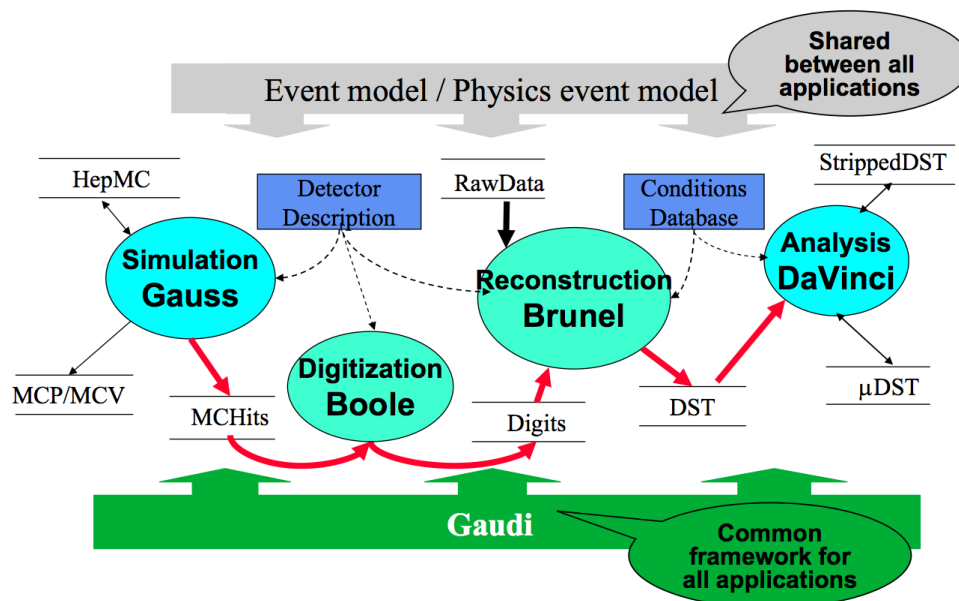 Shared
between all
applications
Event model / Physics event model
HepMC
Detector
Description
RawData
Conditions
Database
StrippedDST
Simulation
Gauss
Reconstruction
Brunel
Analysis
DaVinci
Digitization
Boole
MCP/MCV
MCHits
Digits
DST
µDST
Gaudi
Common
framework for
all applications